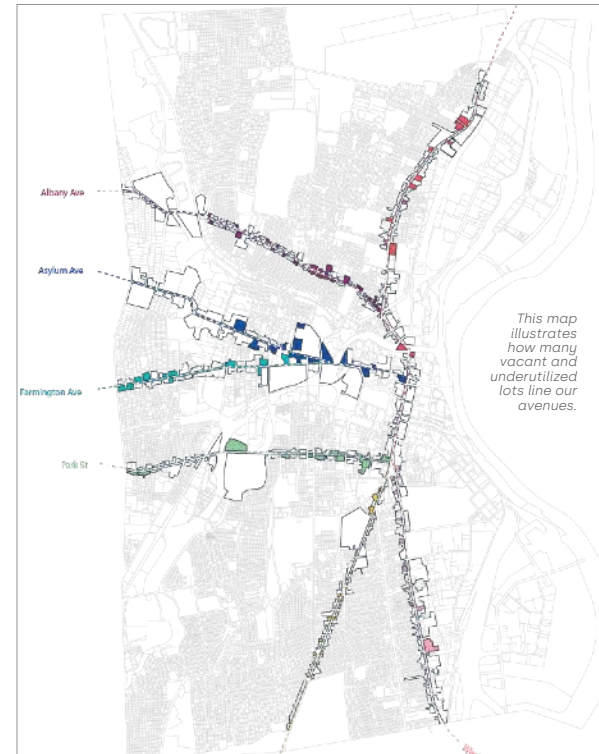 Albany Ave
Asylum Ave
Farmington Ave
Park St
This map
illustrates
how many
vacant and
underutilized
lots line our
avenues.